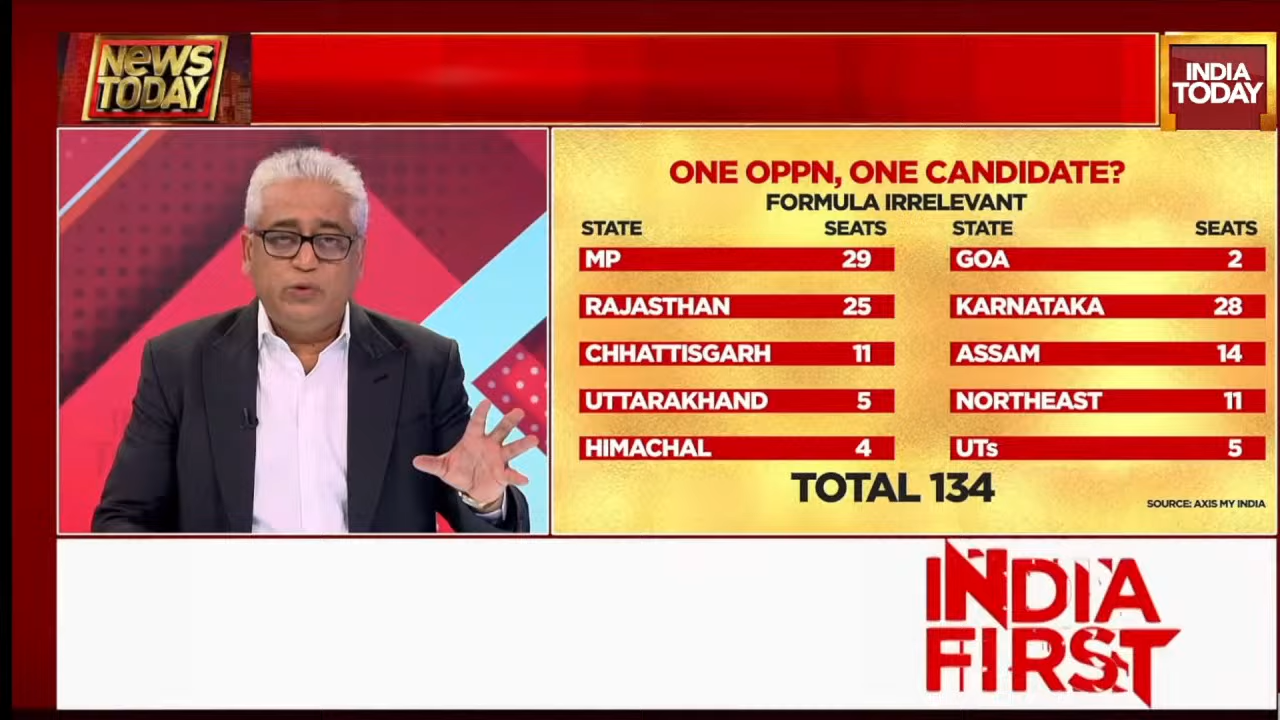 NEWS
TODAY
INDIA
TODAY
ONE OPPN, ONE CANDIDATE?
FORMULA IRRELEVANT
STATE SEATS STATE SEATS
MP 29 GOA 2
RAJASTHAN 25 KARNATAKA 28
CHHATTISGARH 11 ASSAM 14
UTTARAKHAND 5 NORTHEAST 11
HIMACHAL 4 UTs 5
TOTAL 134
SOURCE: AXIS MY INDIA
INDIA
FIRST